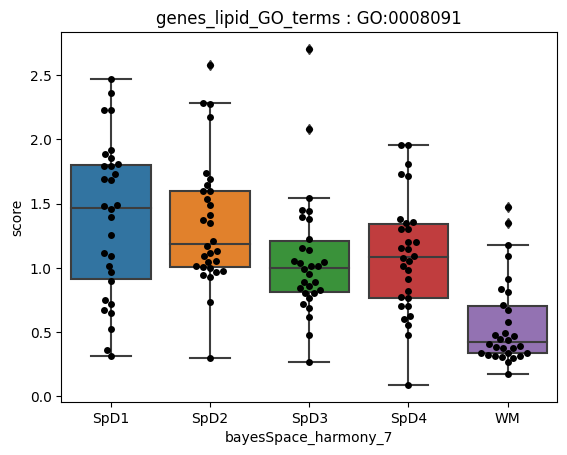 genes_lipid_GO_terms : GO:0008091
score
2.5
2.0
1.5
1.0
0.5
0.0
SpD1 SpD2 SpD3 SpD4 WM
bayesSpace_harmony_7